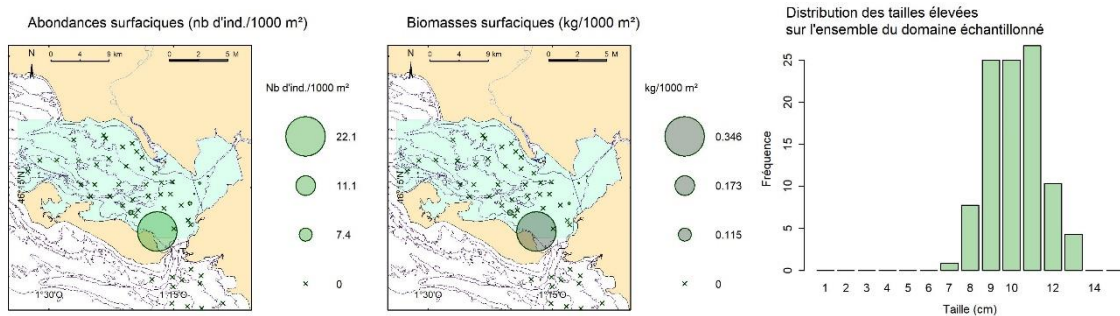 Abondances surfaciques (nb d'ind./1000 m²)
N
0 4 9 km
0 5 M
46°15'N
1°30'O
1°15'O
Nb d'ind./1000 m²
22.1
11.1
7.4
0
Biomasses surfaciques (kg/1000 m²)
N
0 4 9 km
0 5 M
46°15'N
1°30'O
1°15'O
kg/1000 m²
0.346
0.173
0.115
0
Distribution des tailles élevées
sur l'ensemble du domaine échantillonné
Fréquence
25
20
15
10
5
0
1 2 3 4 5 6 7 8 9 10 12 14
Taille (cm)